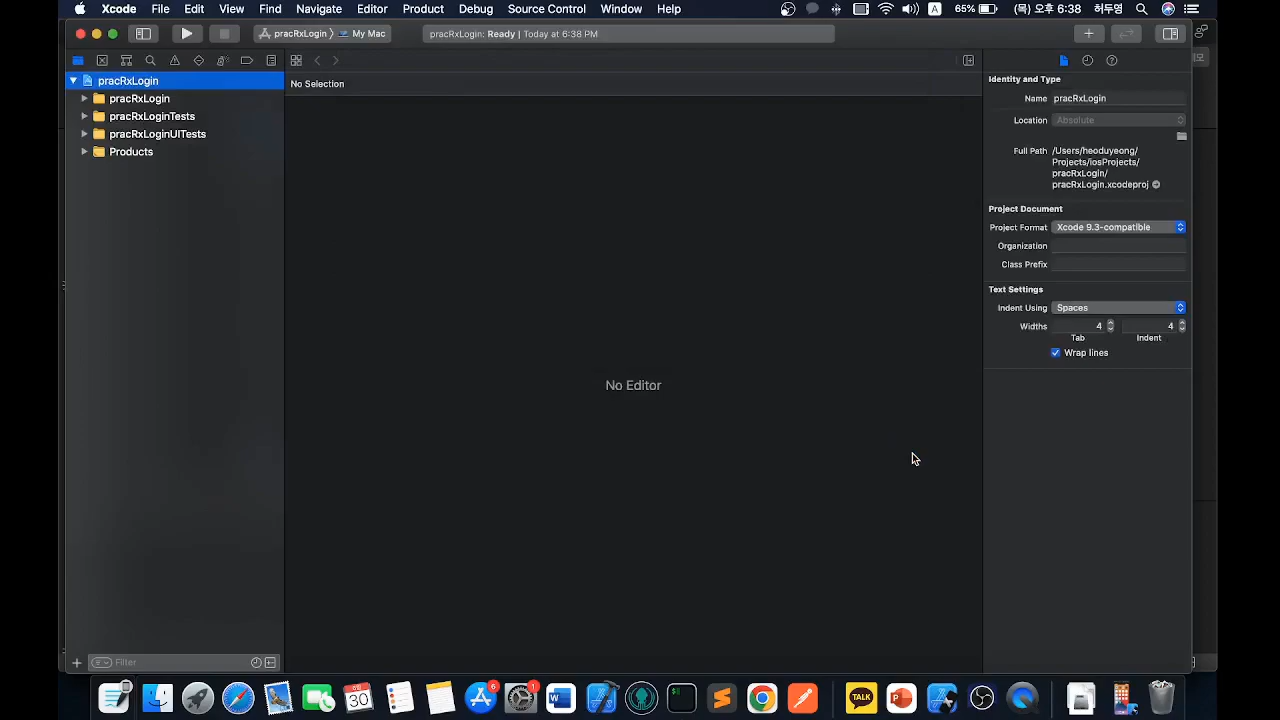 Xcode File Edit View Find Navigate Editor Product Debug Source Control Window Help A 65% (목) 오후 6:38 허두영
pracRxLogin 〉 My Mac
pracRxLogin: Ready | Today at 6:38 PM
pracRxLogin
pracRxLogin
pracRxLoginTests
pracRxLoginUITests
Products
Filter
No Selection
No Editor
Identity and Type
Name pracRxLogin
Location Absolute
Full Path /Users/heoduyeong/
Projects/iosProjects/
pracRxLogin/
pracRxLogin.xcodeproj
Project Document
Project Format Xcode 9.3-compatible
Organization
Class Prefix
Text Settings
Indent Using Spaces
Widths 4 4
Tab Indent
Wrap lines
30
6
1
W
TALK
P